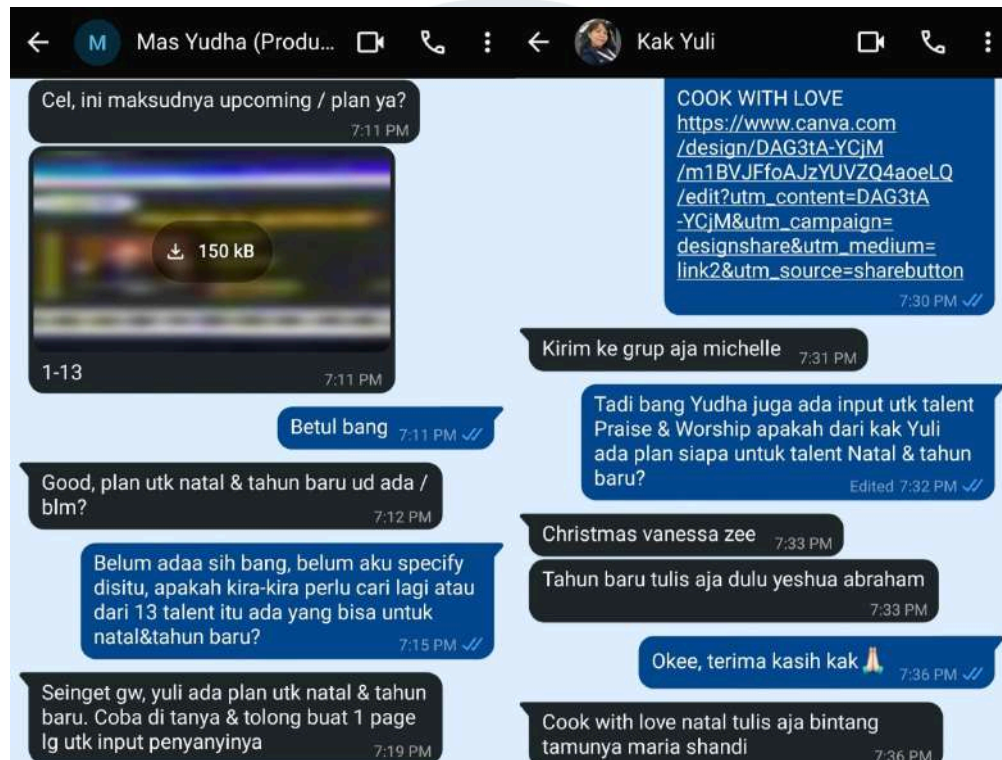 M
Mas Yudha (Produ...
Cel, ini maksudnya upcoming / plan ya?
7:11 PM
150 kB
1-13
7:11 PM
Betul bang 7:11 PM
Good, plan utk natal & tahun baru ud ada /
blm?
7:12 PM
Belum adaa sih bang, belum aku specify
disitu, apakah kira-kira perlu cari lagi atau
dari 13 talent itu ada yang bisa untuk
natal&tahun baru?
7:15 PM
Seinget gw, yuli ada plan utk natal & tahun
baru. Coba di tanya & tolong buat 1 page
lg utk input penyanyinya
7:19 PM
Kak Yuli
COOK WITH LOVE
https://www.canva.com
/design/DAG3tA-YCjM
/m1BVJFfoAJzYUVZQ4aoeLQ
/edit?utm_content=DAG3tA
-YCjM&utm_campaign=
designshare&utm_medium=
link2&utm_source=sharebutton
7:30 PM
Kirim ke grup aja michelle 7:31 PM
Tadi bang Yudha juga ada input utk talent
Praise & Worship apakah dari kak Yuli
ada plan siapa untuk talent Natal & tahun
baru?
Edited 7:32 PM
Christmas vanessa zee 7:33 PM
Tahun baru tulis aja dulu yeshua abraham
7:33 PM
Okee, terima kasih kak🙏🏻 7:36 PM
Cook with love natal tulis aja bintang
tamunya maria shandi
7:36 PM